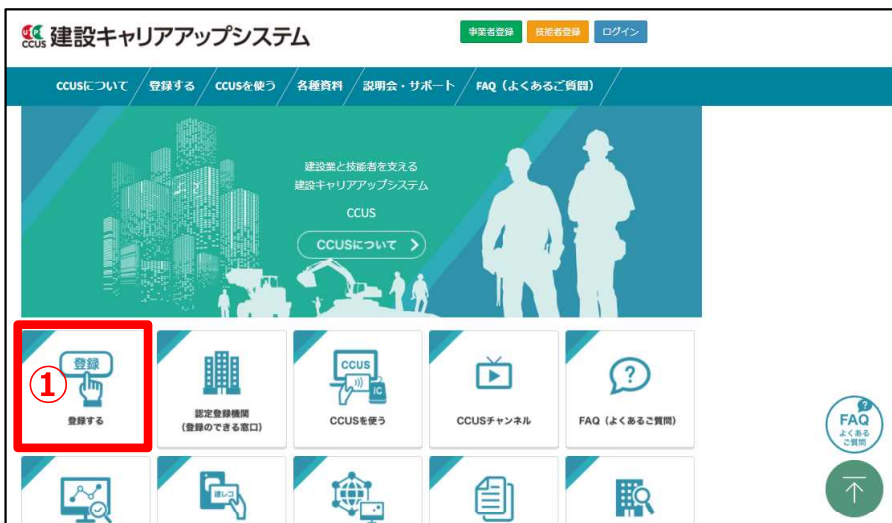 CCUS
建設キャリアアップシステム
事業者登録
技能者登録
ログイン
CCUSについて
登録する
CCUSを使う
各種資料
説明会・サポート
FAQ(よくあるご質問)
建設業と技能者を支える
建設キャリアアップシステム
CCUS
CCUSについて
①
登録
登録する
認定登録機関
(登録のできる窓口)
CCUS
IC
CCUSを使う
CCUSチャンネル
?
FAQ(よくあるご質問)
?
FAQ
よくある
ご質問
建レコ